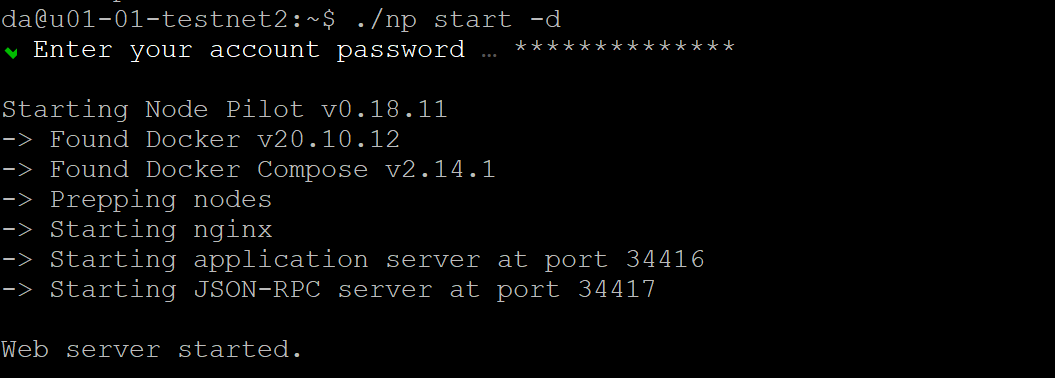 da@u01-01-testnet2:~$ ./np start -d
✔ Enter your account password … **************
Starting Node Pilot v0.18.11
-> Found Docker v20.10.12
-> Found Docker Compose v2.14.1
-> Prepping nodes
-> Starting nginx
-> Starting application server at port 34416
-> Starting JSON-RPC server at port 34417
Web server started.